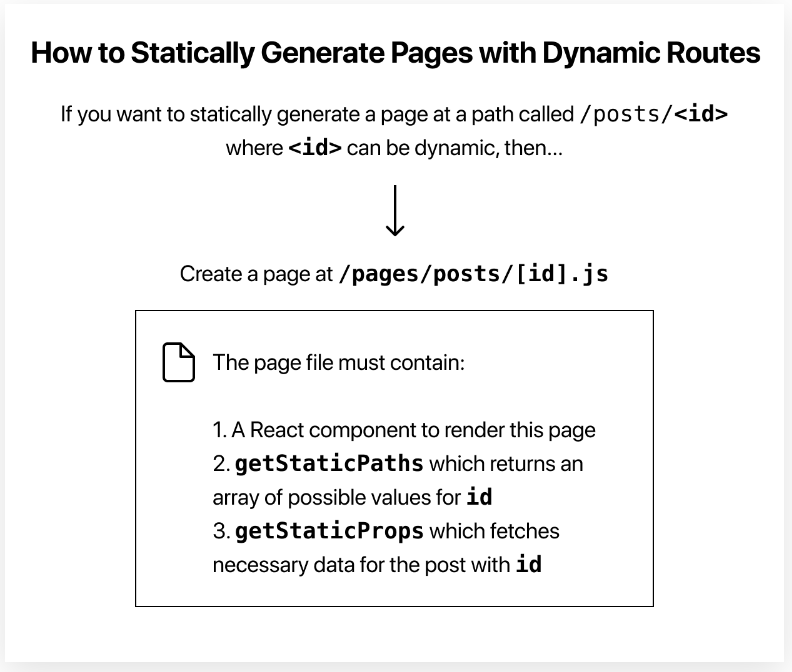 How to Statically Generate Pages with Dynamic Routes
If you want to statically generate a page at a path called /posts/<id>
where <id> can be dynamic, then...
Create a page at /pages/posts/[id].js
The page file must contain:
1. A React component to render this page
2. getStaticPaths which returns an
array of possible values for id
3. getStaticProps which fetches
necessary data for the post with id